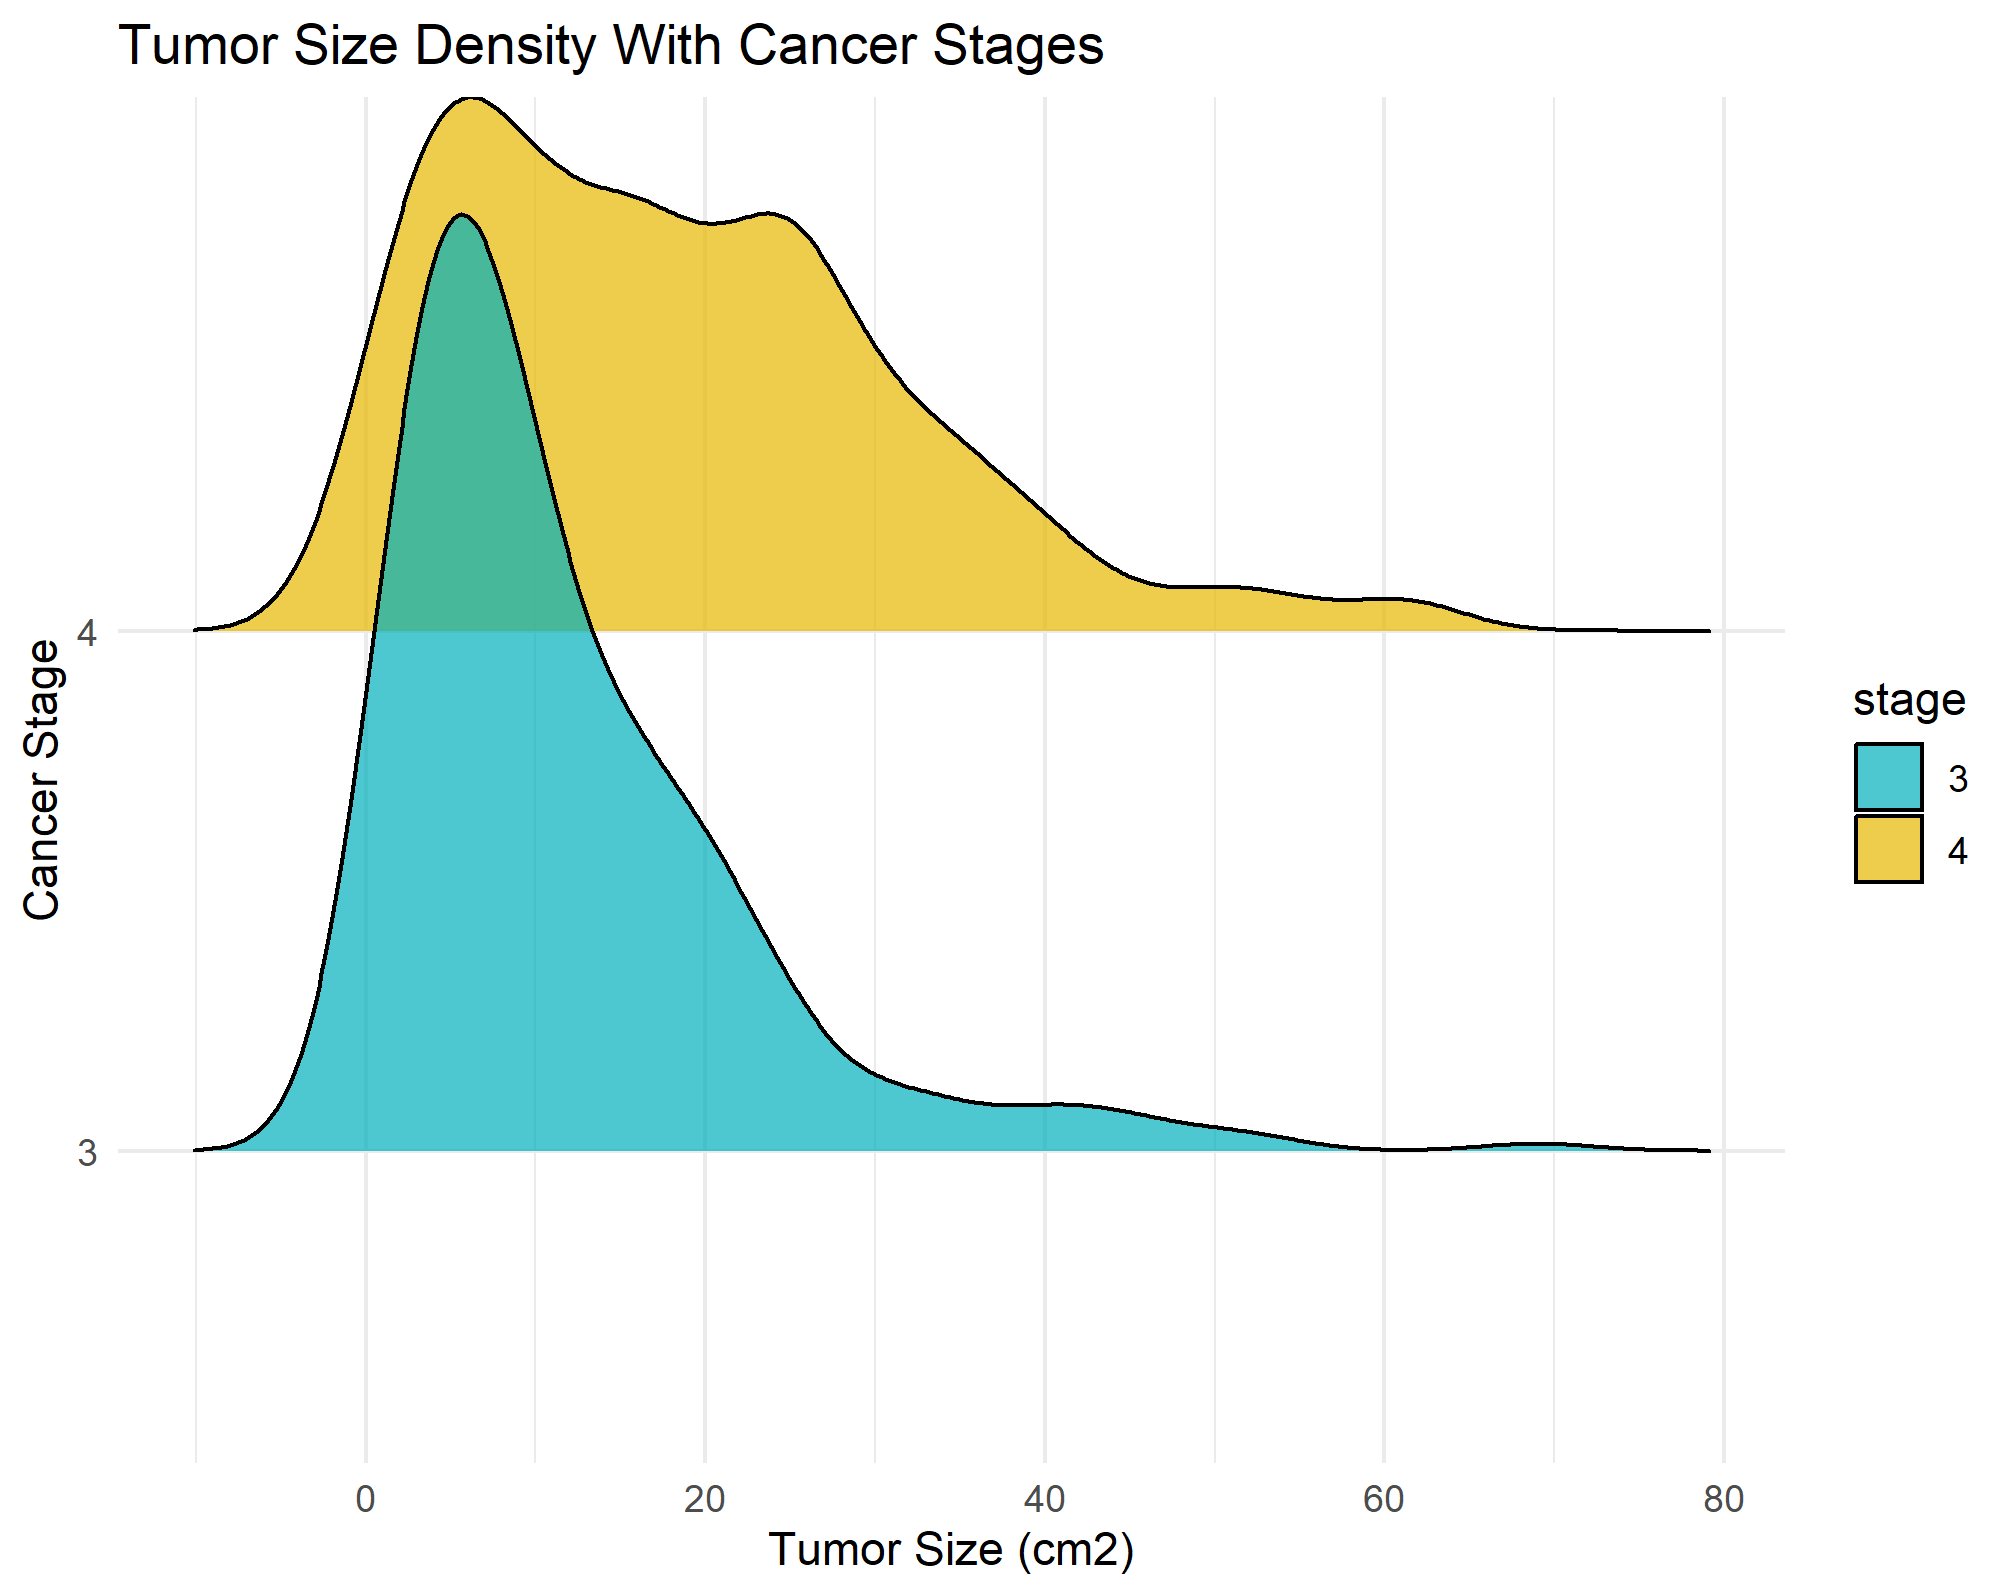 Tumor Size Density With Cancer Stages
Cancer Stage
4
3
0 20 40 60 80
Tumor Size (cm2)
stage
3
4